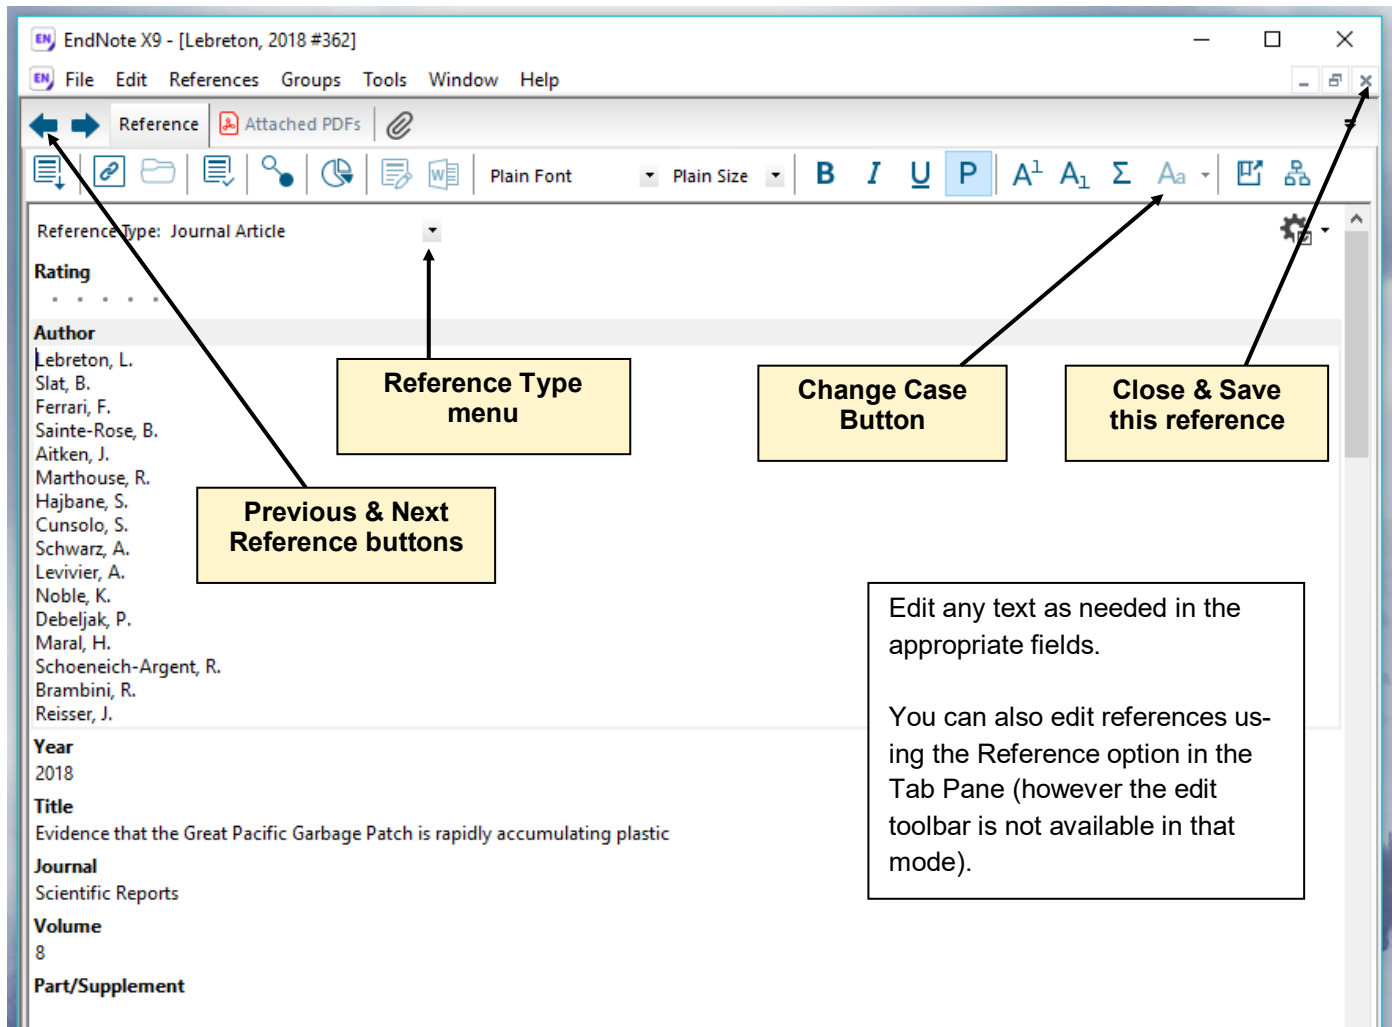 EndNote X9 - [Lebreton, 2018 #362]
File Edit References Groups Tools Window Help
Reference Attached PDFs
Plain Font Plain Size B I U P A1 A1 Σ Aa
Reference Type: Journal Article
Rating
Author
Lebreton, L.
Slat, B.
Ferrari, F.
Sainte-Rose, B.
Aitken, J.
Marthouse, R.
Hajbane, S.
Cunsolo, S.
Schwarz, A.
Levivier, A.
Noble, K.
Debeljak, P.
Maral, H.
Schoeneich-Argent, R.
Brambini, R.
Reisser, J.
Year
2018
Title
Evidence that the Great Pacific Garbage Patch is rapidly accumulating plastic
Journal
Scientific Reports
Volume
8
Part/Supplement
Reference Type
menu
Change Case
Button
Close & Save
this reference
Previous & Next
Reference buttons
Edit any text as needed in the
appropriate fields.
You can also edit references us-
ing the Reference option in the
Tab Pane (however the edit
toolbar is not available in that
mode).